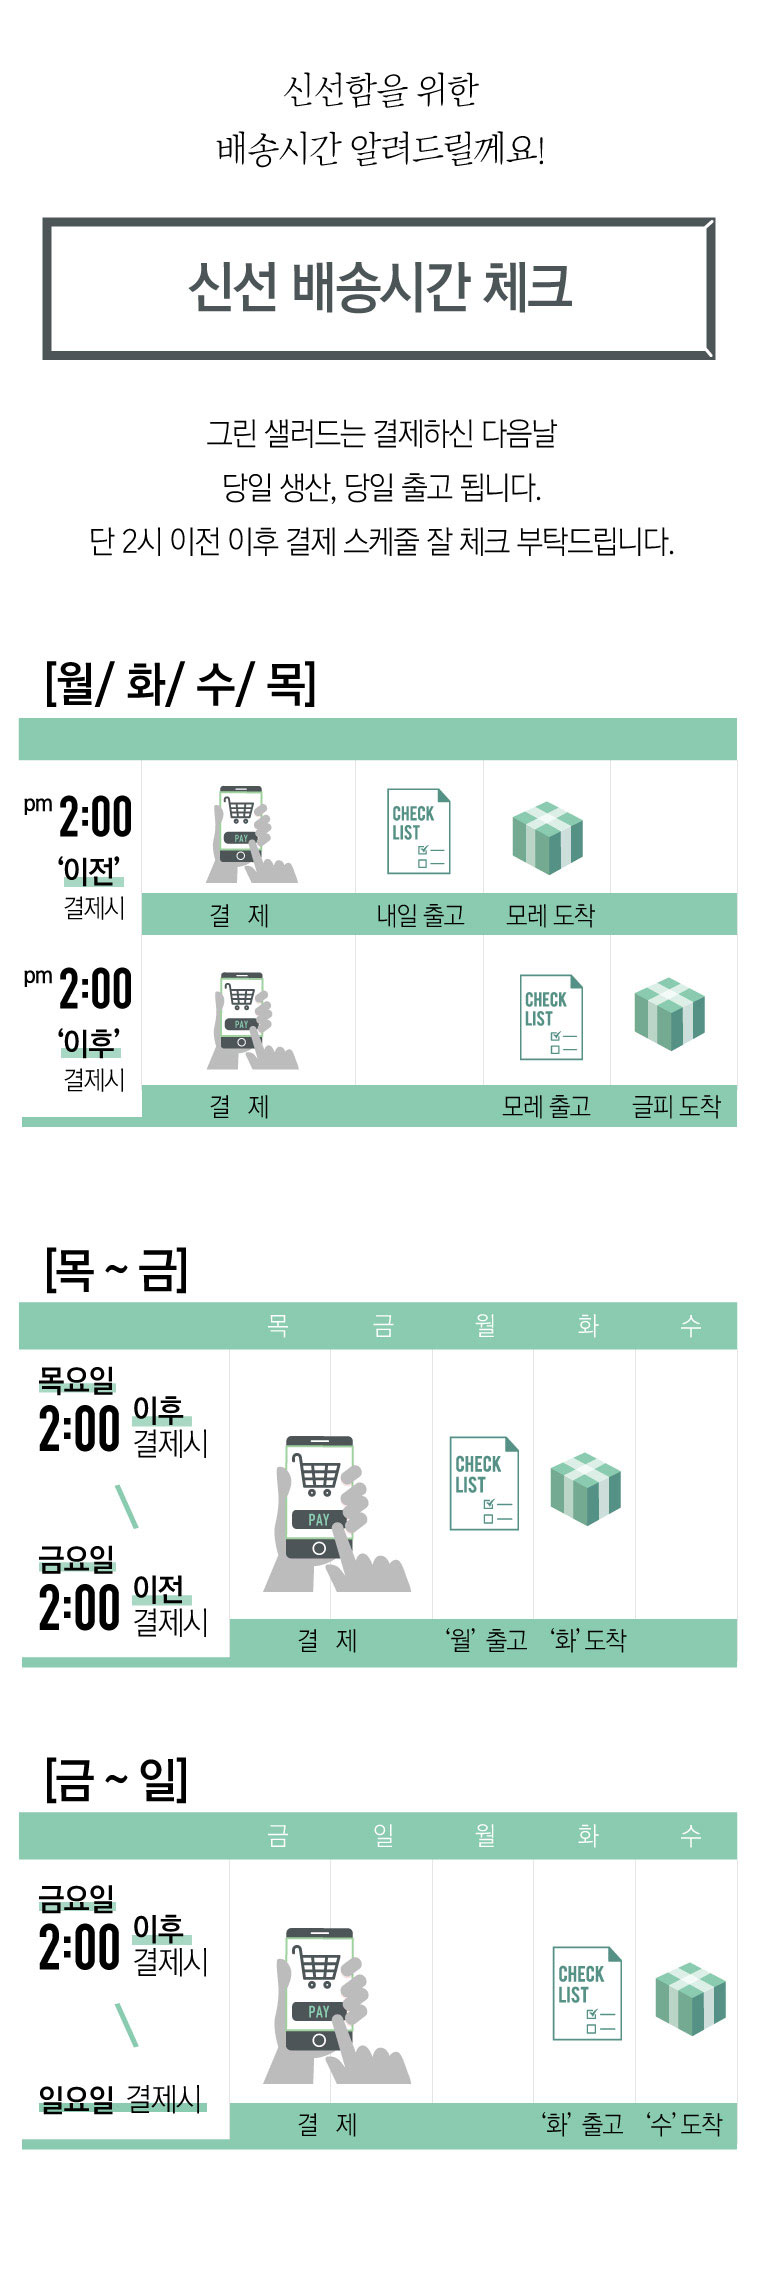 신선함을 위한
배송시간 알려드릴께요!
신선 배송시간 체크
그린 샐러드는 결제하신 다음날
당일 생산, 당일 출고 됩니다.
단 2시 이전 이후 결제 스케줄 잘 체크 부탁드립니다.
[월/ 화/ 수/ 목]
pm 2:00
‘이전’
결제시
PAY
CHECK
LIST
결 제 내일 출고 모레 도착
pm 2:00
‘이후’
결제시
PAY
CHECK
LIST
결 제 모레 출고 글피 도착
[목 ~ 금]
목 금 월 화 수
목요일
2:00 이후
결제시
금요일
2:00 이전
결제시
PAY
CHECK
LIST
결 제 ‘월’ 출고 ‘화’ 도착
[금 ~ 일]
금 일 월 화 수
금요일
2:00 이후
결제시
일요일 결제시
PAY
CHECK
LIST
결 제 ‘화’ 출고 ‘수’ 도착